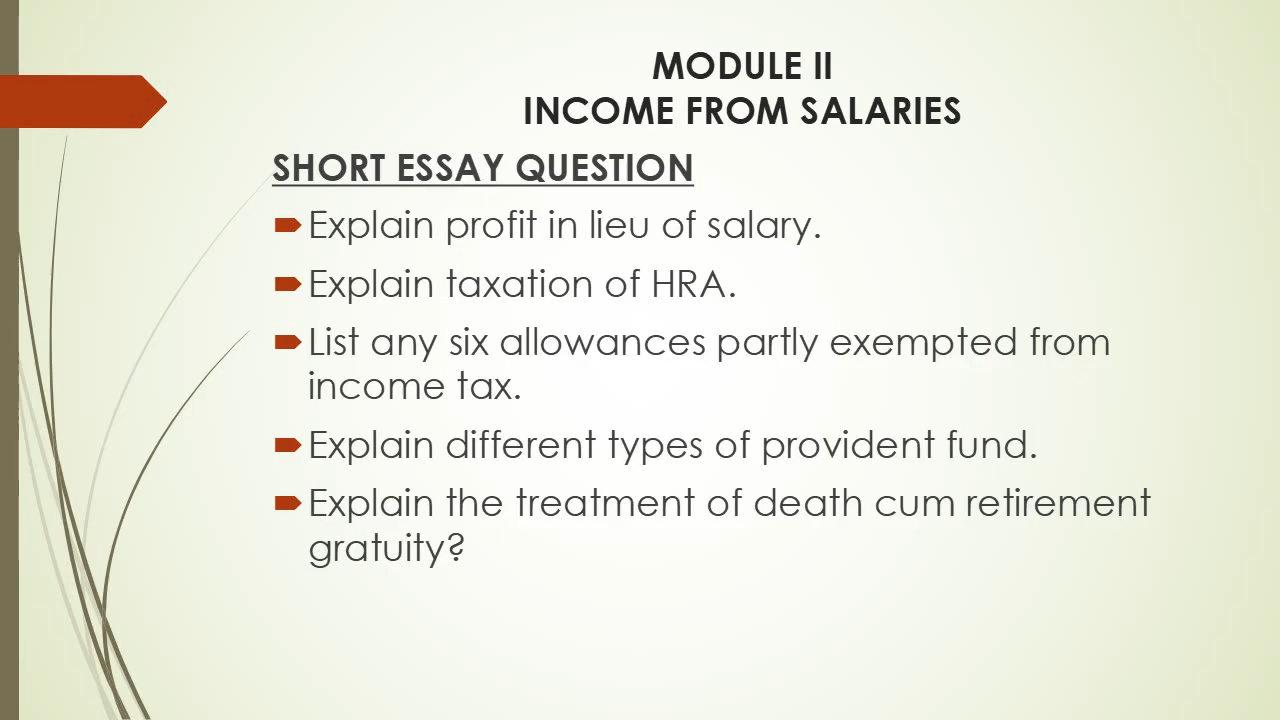 MODULE II
INCOME FROM SALARIES
SHORT ESSAY QUESTION
Explain profit in lieu of salary.
Explain taxation of HRA.
List any six allowances partly exempted from
income tax.
Explain different types of provident fund.
Explain the treatment of death cum retirement
gratuity?